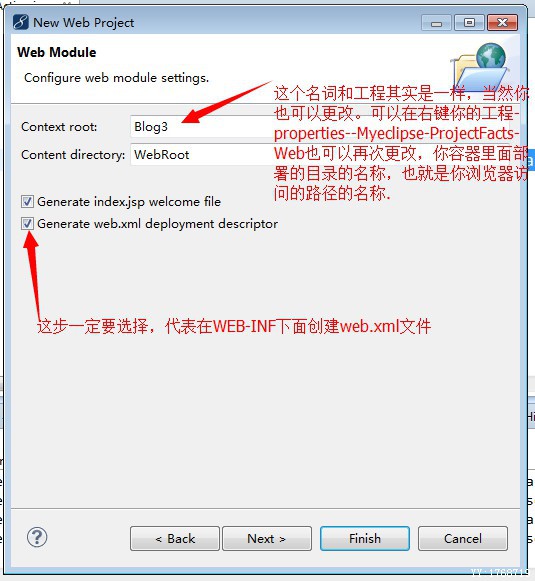 New Web Project
Web Module
Configure web module settings.
这个名词和工程其实是一样，当然你
也可以更改。可以在右键你的工程-
properties--Myeclipse-ProjectFacts-
Web也可以再次更改，你容器里面部
署的目录的名称，也就是你浏览器访
问的路径的名称.
Context root:
Blog3
Content directory:
WebRoot
Generate index.jsp welcome file
Generate web.xml deployment descriptor
这步一定要选择，代表在WEB-INF下面创建web.xml文件
?
< Back
Next >
Finish
Cancel